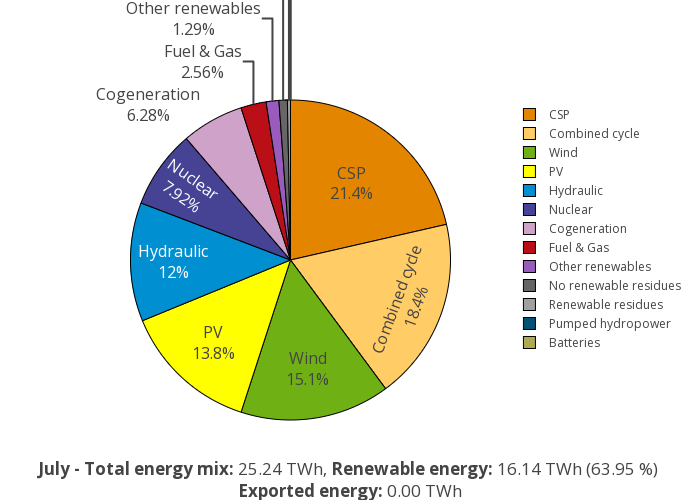 Other renewables
1.29%
Fuel & Gas
2.56%
Cogeneration
6.28%
Nuclear
7.92%
CSP
21.4%
Hydraulic
12%
Combined cycle
18.4%
PV
13.8%
Wind
15.1%
CSP
Combined cycle
Wind
PV
Hydraulic
Nuclear
Cogeneration
Fuel & Gas
Other renewables
No renewable residues
Renewable residues
Pumped hydropower
Batteries
July - Total energy mix: 25.24 TWh, Renewable energy: 16.14 TWh (63.95 %)
Exported energy: 0.00 TWh